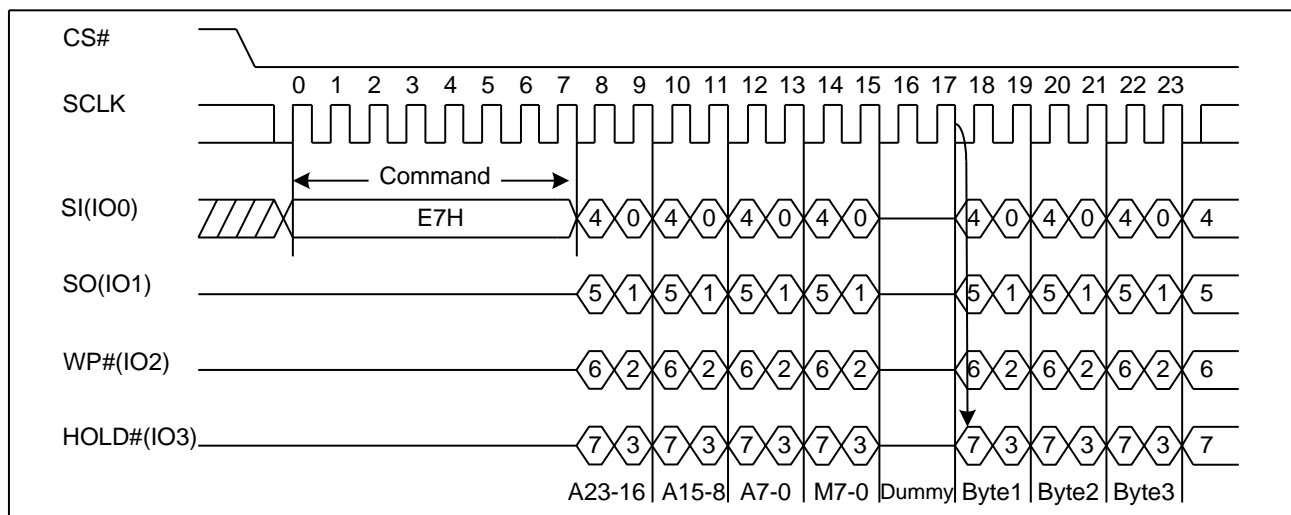 CS#
0 1 2 3 4 5 6 7 8 9 10 11 12 13 14 15 16 17 18 19 20 21 22 23
SCLK
Command
SI(IO0) E7H 4 0 4 0 4 0 4 0 4 0 4 0 4 0 4
SO(IO1) 5 1 5 1 5 1 5 1 5 1 5 1 5 1 5
WP#(IO2) 6 2 6 2 6 2 6 2 6 2 6 2 6 2 6
HOLD#(IO3) 7 3 7 3 7 3 7 3 7 3 7 3 7 3 7
A23-16 A15-8 A7-0 M7-0 Dummy Byte1 Byte2 Byte3